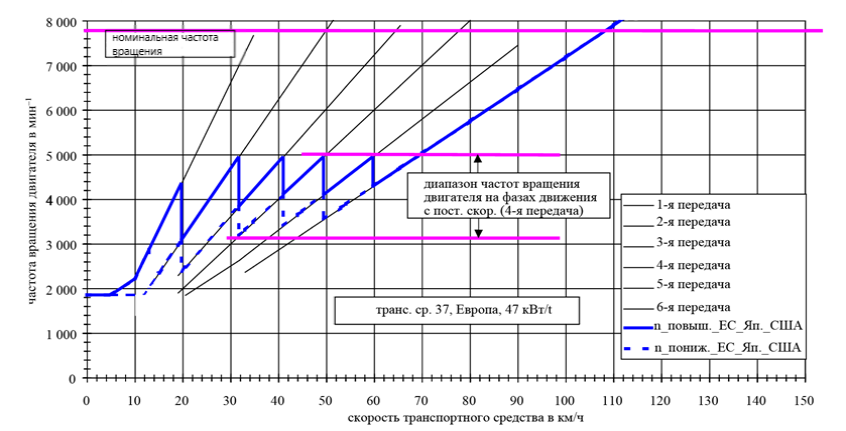 8 000
7 000
6 000
5 000
4 000
3 000
2 000
1 000
0
частота вращения двигателя в мин⁻¹
номинальная частота
вращения
диапазон частот вращения
двигателя на фазах движения
с пост. скор. (4-я передача)
транс. ср. 37, Европа, 47 кВт/t
1-я передача
2-я передача
3-я передача
4-я передача
5-я передача
6-я передача
n_повыш._ЕС_Яп._США
n_пониж._ЕС_Яп._США
0 10 20 30 40 50 60 70 80 90 100 110 120 130 140 150
скорость транспортного средства в км/ч